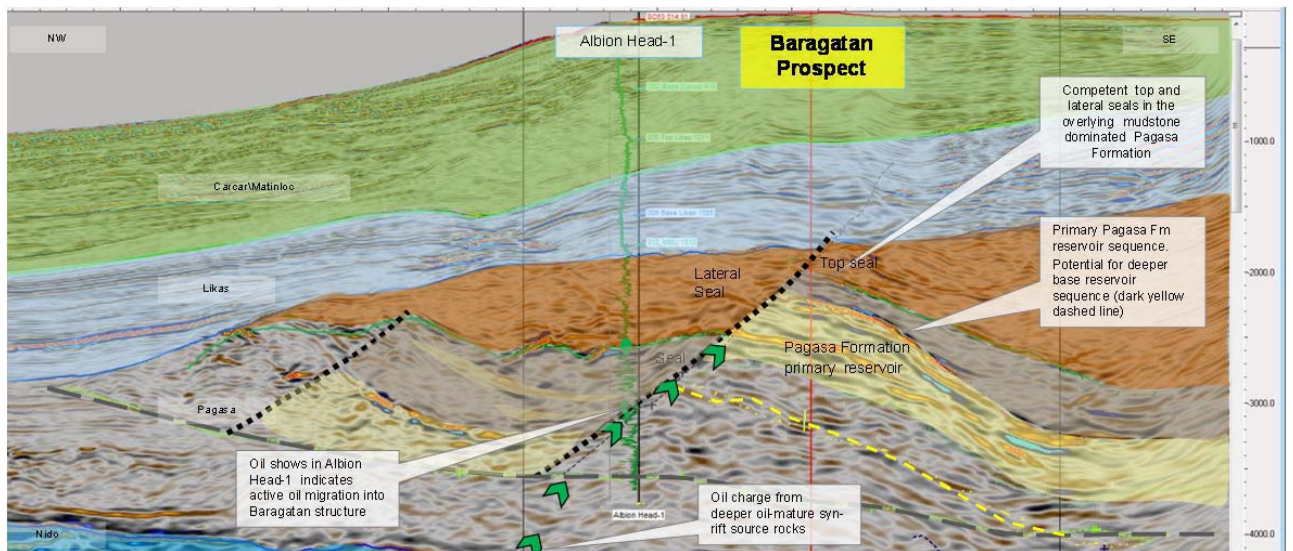 NW
Albion Head-1
Baragatan
Prospect
SE
Competent top and
lateral seals in the
overlying mudstone
dominated Pagasa
Formation
-1000.0
Carcar\Matinloc
Primary Pagasa Fm
reservoir sequence.
Potential for deeper
base reservoir
sequence (dark yellow
dashed line)
Lateral
Seal
Top seal
-2000.0
Likas
Seal
Pagasa Formation
primary reservoir
-3000.0
Pagasa
Oil shows in Albion
Head-1 indicates
active oil migration into
Baragatan structure
Oil charge from
deeper oil-mature syn-
rift source rocks
Albion Head-1
Nido
-4000.0